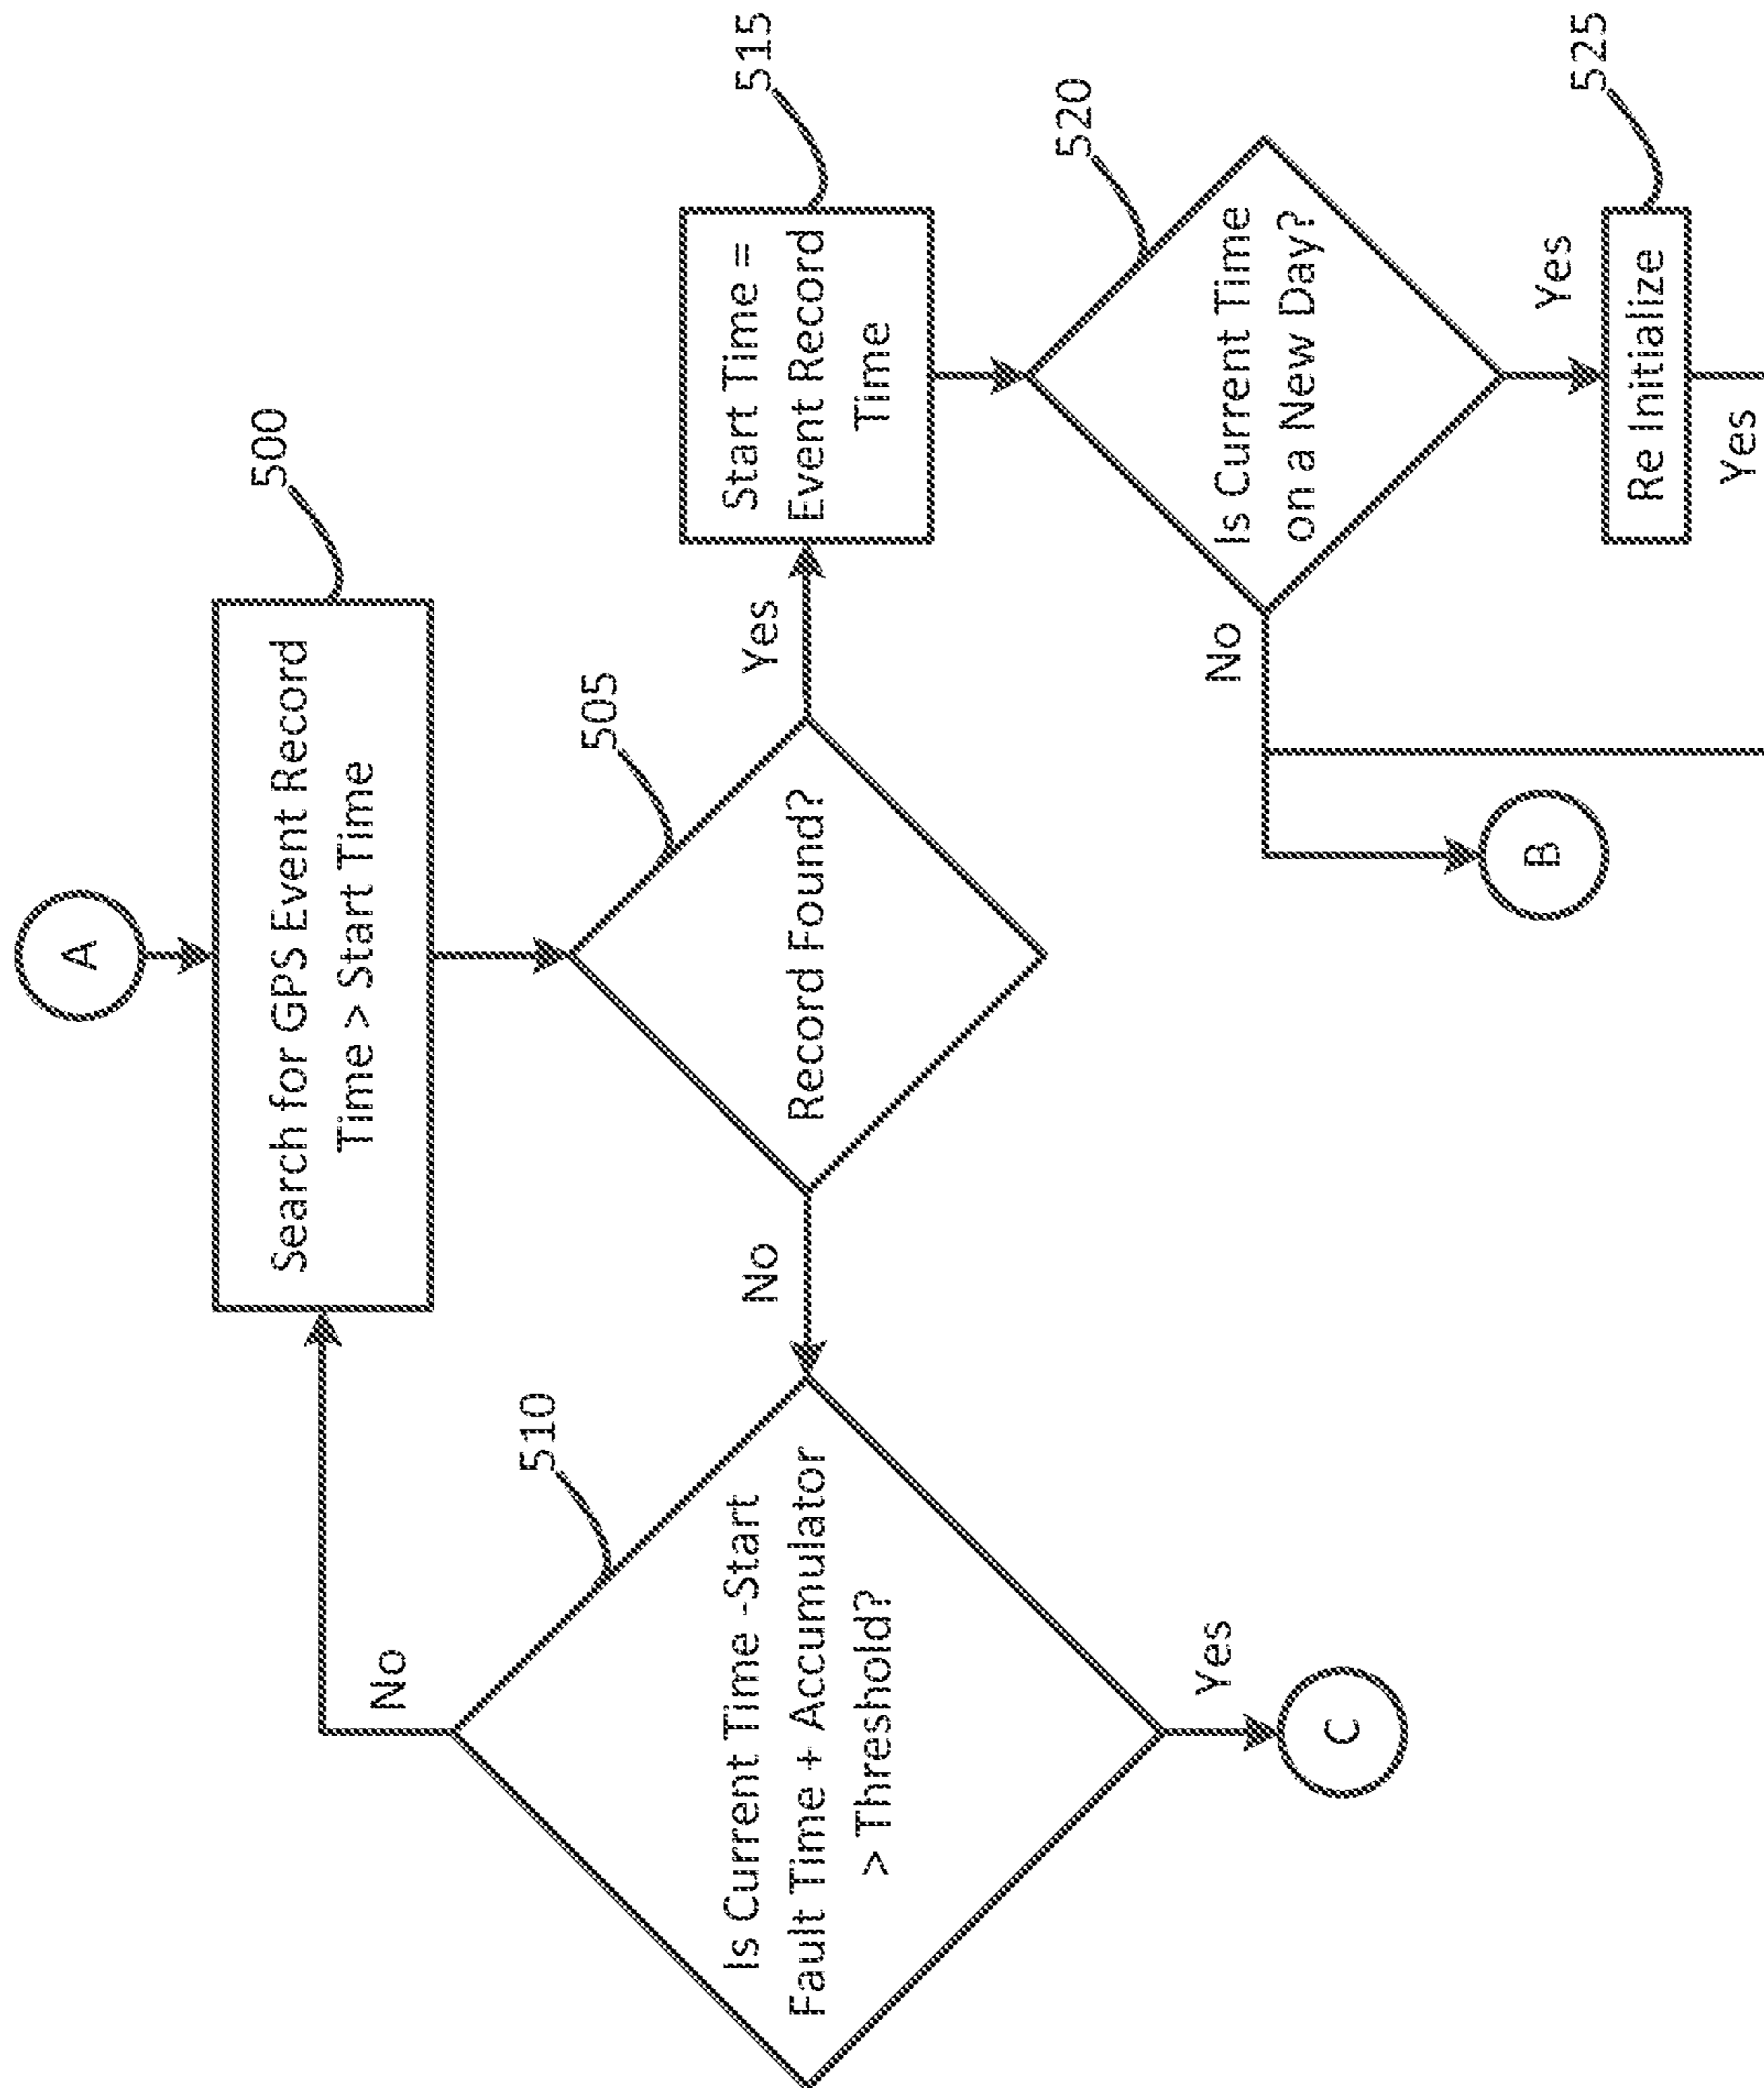 A
500
Search for GPS Event Record
Time > Start Time
505
Record Found?
No
Yes
510
Is Current Time -Start
Fault Time + Accumulator
> Threshold?
No
Yes
C
515
Start Time =
Event Record
Time
520
Is Current Time
on a New Day?
No
B
Yes
525
Re Initialize
Yes